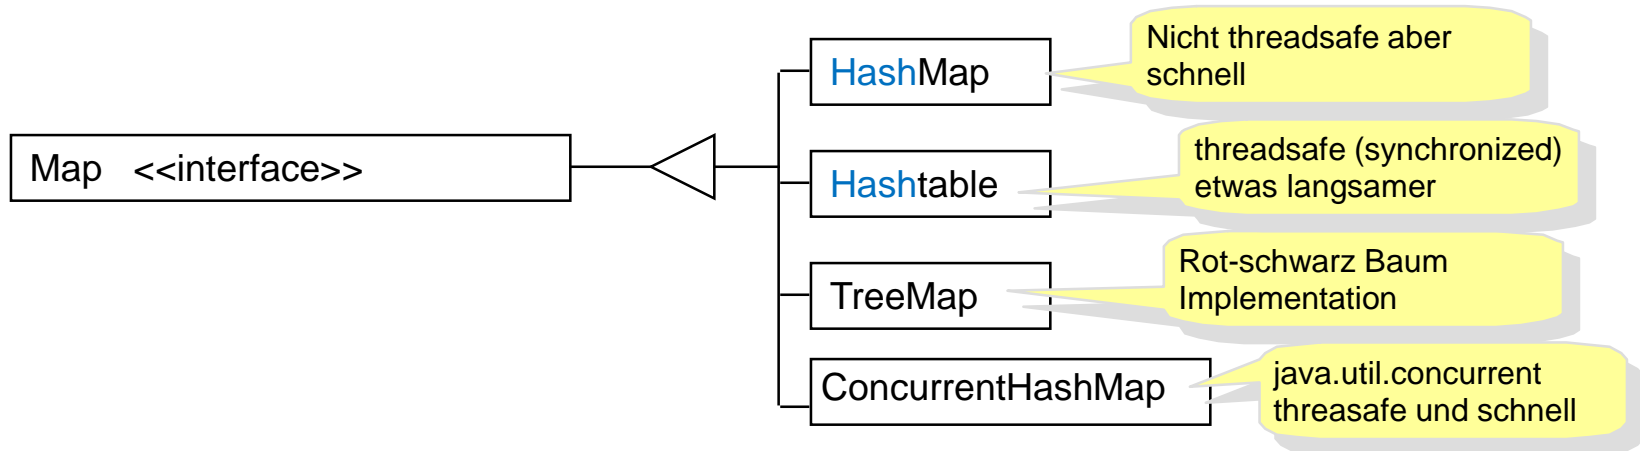 HashMap
Nicht threadsafe aber
schnell
Map <<interface>>
Hashtable
threadsafe (synchronized)
etwas langsamer
TreeMap
Rot-schwarz Baum
Implementation
ConcurrentHashMap
java.util.concurrent
threasafe und schnell